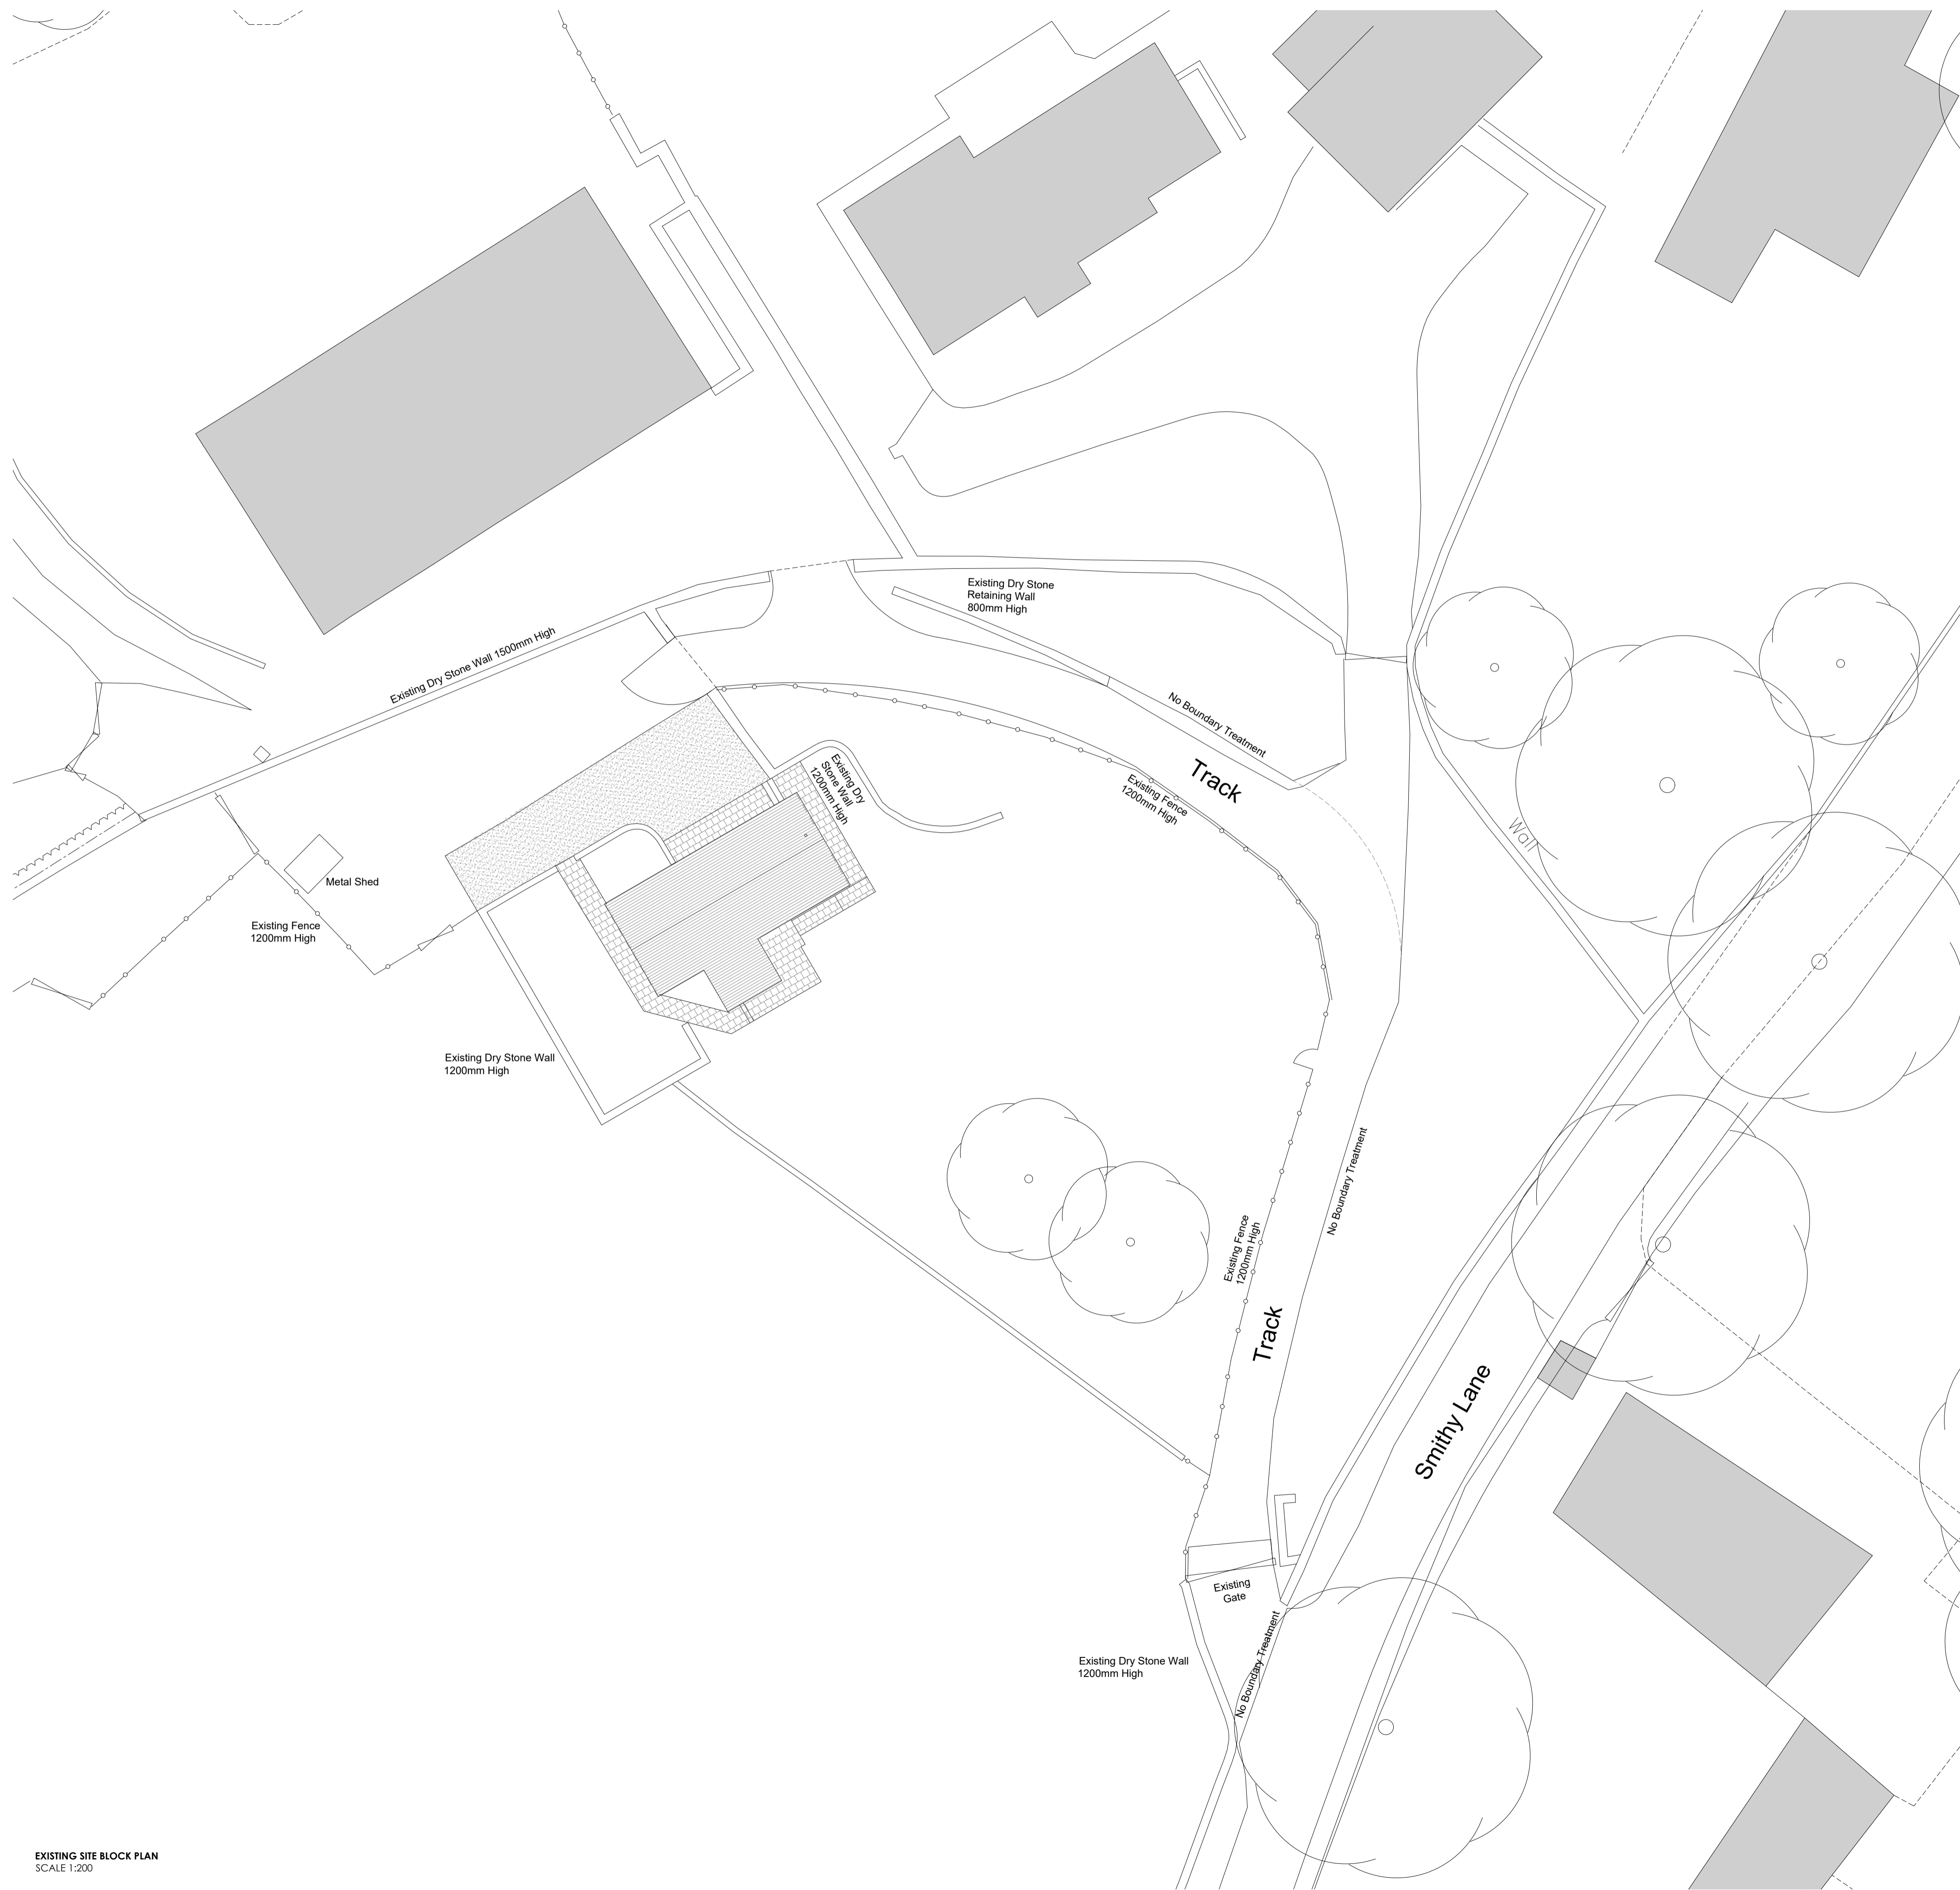 Existing Dry Stone
Retaining Wall
800mm High
Existing Dry Stone Wall 1500mm High
No Boundary Treatment
Track
Existing Dry
Stone Wall
1200mm High
Existing Fence
1200mm High
Wall
Metal Shed
Existing Fence
1200mm High
Existing Dry Stone Wall
1200mm High
No Boundary Treatment
Existing Fence
1200mm High
Track
Smithy Lane
Existing
Gate
No Boundary Treatment
Existing Dry Stone Wall
1200mm High
EXISTING SITE BLOCK PLAN
SCALE 1:200